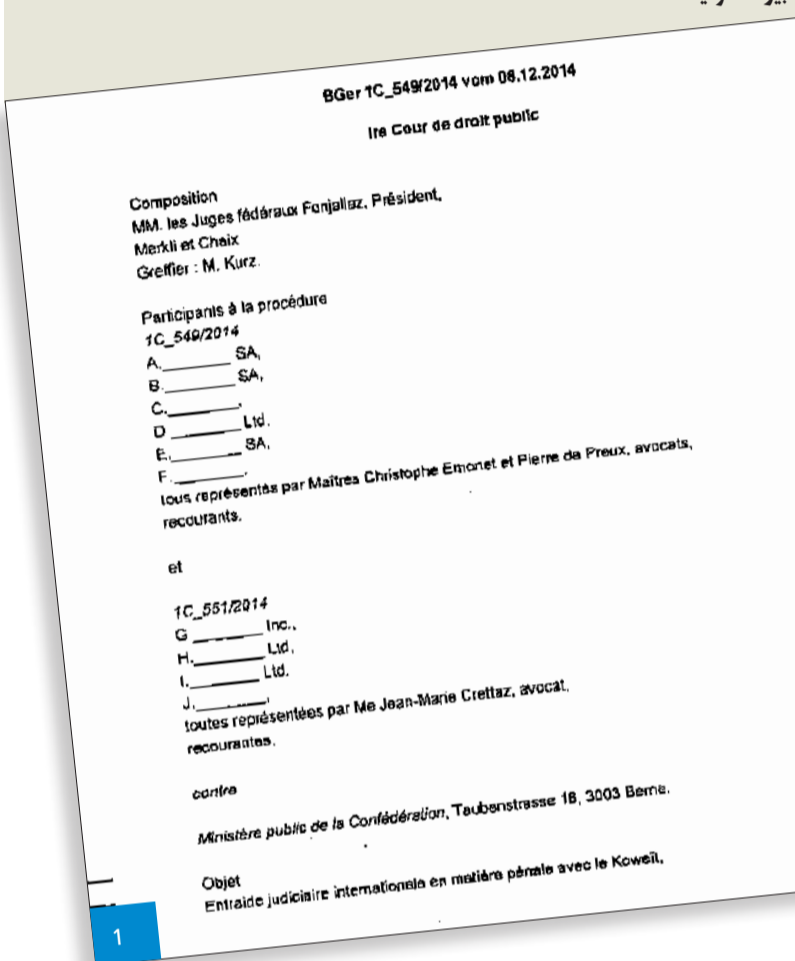 BGer 1C_549/2014 vom 08.12.2014
Ire Cour de droit public
Composition
MM. les Juges fédéraux Fonjallaz, Président,
Merkli et Chaix
Greffier : M. Kurz.
Participants à la procédure
1C_549/2014
A.________ SA,
B.________ SA,
C.________,
D ________ Ltd.
E.________ SA,
F.________,
tous représentés par Maîtres Christophe Emonet et Pierre de Preux, avocats,
recourants.
et
1C_551/2014
G ________ Inc.,
H.________ Ltd,
I.________ Ltd.
J.________,
toutes représentées par Me Jean-Marie Crettaz, avocat,
recourantes.
contre
Ministère public de la Confédération, Taubenstrasse 16, 3003 Berne.
Objet
Entraide judiciaire internationale en matière pénale avec le Koweït,
1